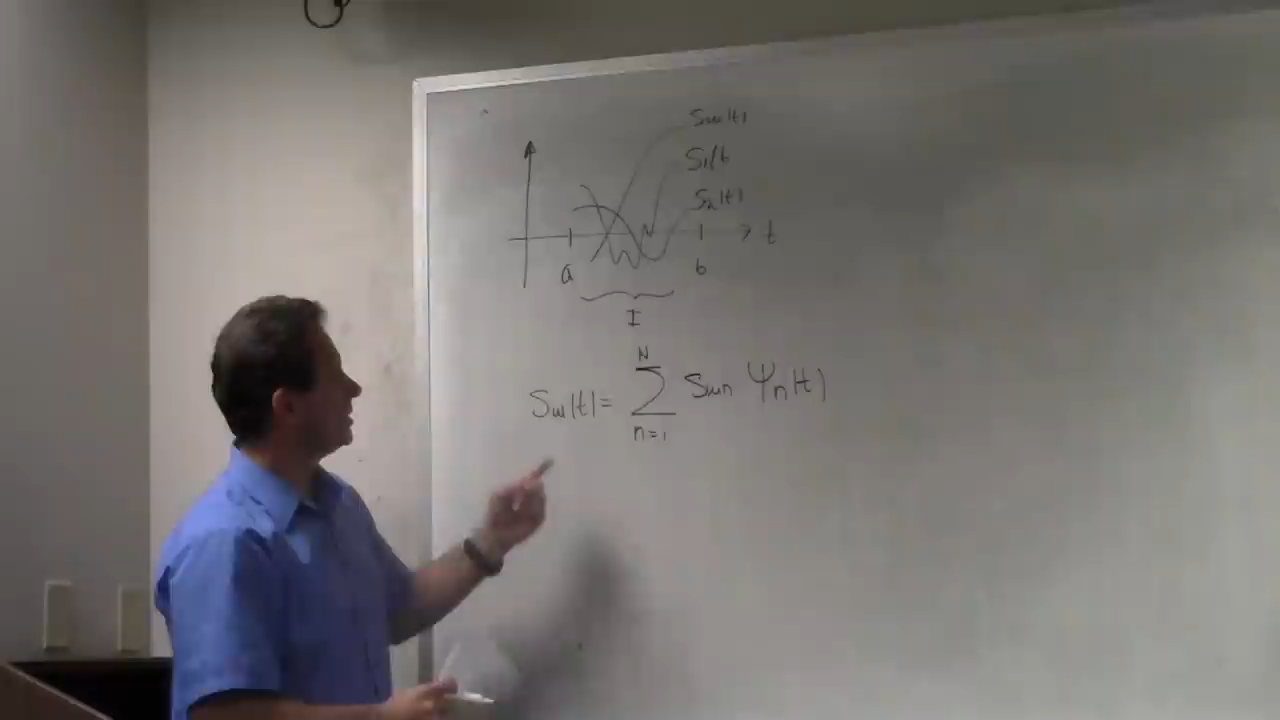 Sm(t)
S1(t
S2(t)
t
a
b
I
Sm(t) = N ∑ n=1 Smn Ψn(t)